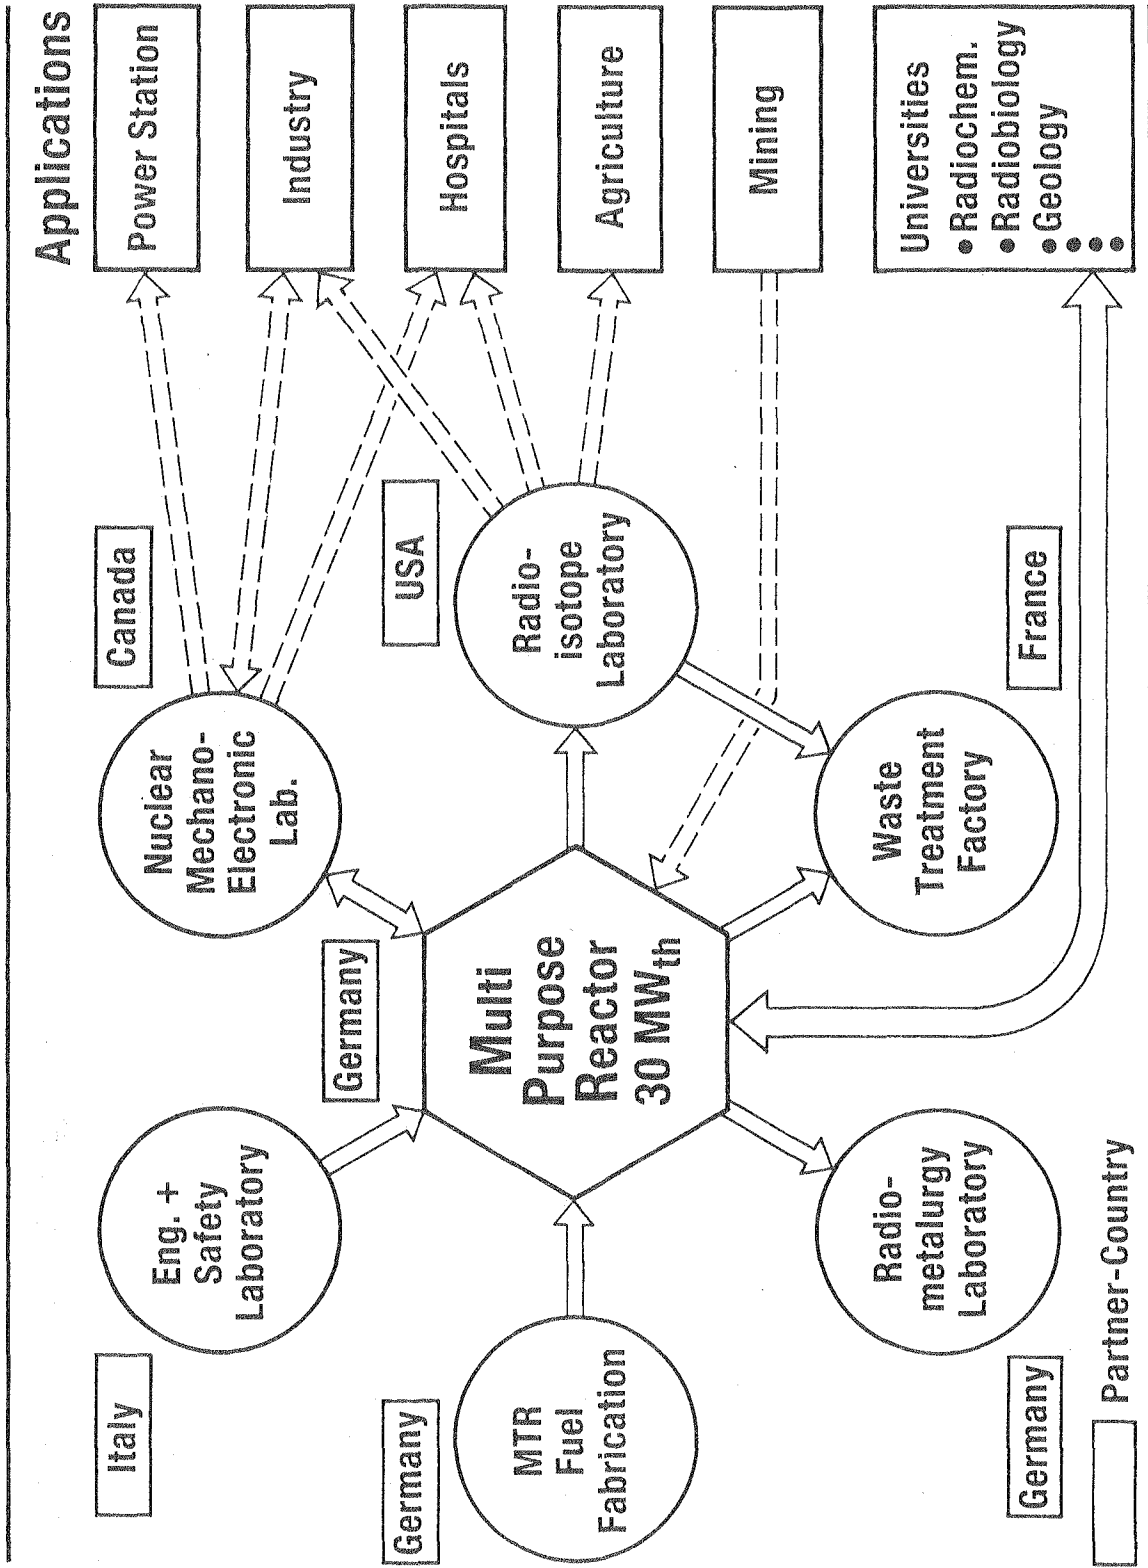 Applications
Italy
Canada
Power Station
Eng. +
Safety
Laboratory
Nuclear
Mechano-
Electronic
Lab.
Industry
Germany
Germany
USA
Hospitals
MTR
Fuel
Fabrication
Multi
Purpose
Reactor
30 MWth
Radio-
isotope
Laboratory
Agriculture
Mining
Radio-
metalurgy
Laboratory
Waste
Treatment
Factory
Universities
• Radiochem.
• Radiobiology
• Geology
•
•
•
Germany
France
Partner-Country